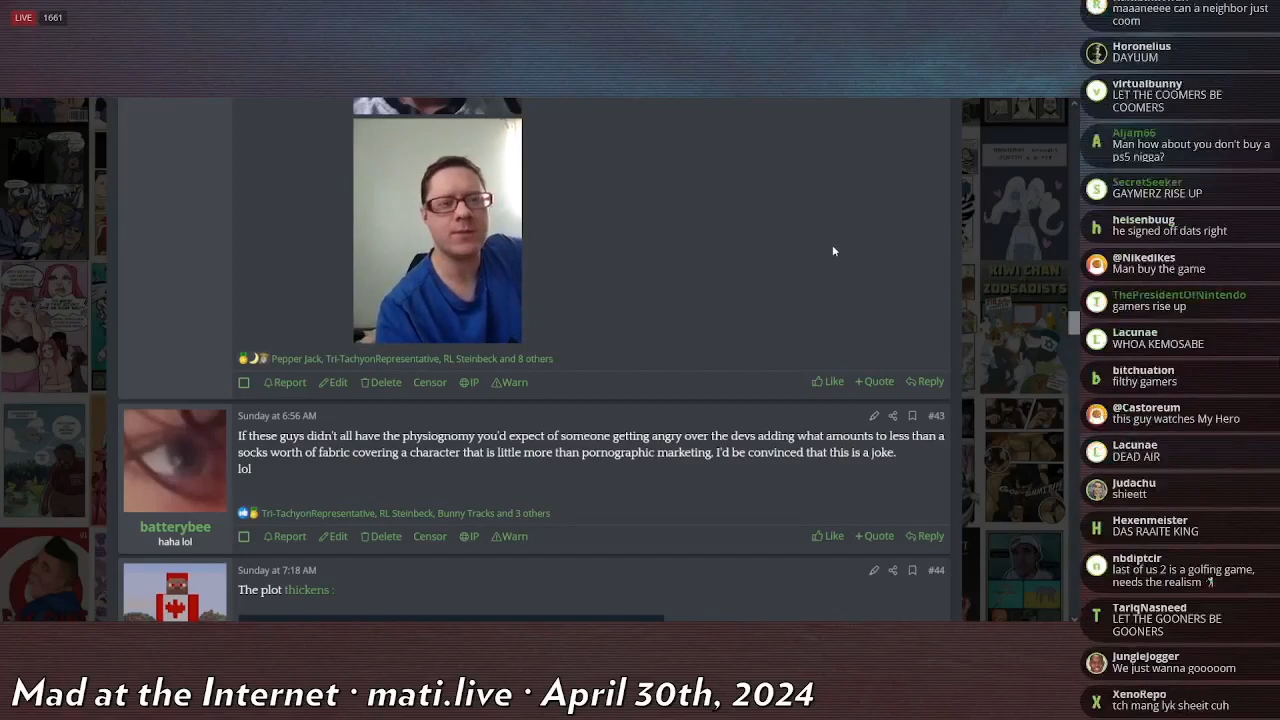 LIVE 1661
Pepper Jack, Tri-TachyonRepresentative, RL Steinbeck and 8 others
Report Edit Delete Censor IP Warn
Like + Quote Reply
Sunday at 6:56 AM
#43
If these guys didn't all have the physiognomy you'd expect of someone getting angry over the devs adding what amounts to less than a
socks worth of fabric covering a character that is little more than pornographic marketing, I'd be convinced that this is a joke.
lol
batterybee
haha lol
Tri-TachyonRepresentative, RL Steinbeck, Bunny Tracks and 3 others
Report Edit Delete Censor IP Warn
Like + Quote Reply
Sunday at 7:18 AM
#44
The plot thickens :
KIWI CHAN
ZOOSADISTS
maaaneeee can a neighbor just
coom
Horonelius
DAYUUM
virtualbunny
LET THE COOMERS BE
COOMERS
Aljam66
Man how about you don't buy a
ps5 nigga?
SecretSeeker
GAYMERZ RISE UP
heisenbuug
he signed off dats right
@Nikedikes
Man buy the game
ThePresidentOfNintendo
gamers rise up
Lacunae
WHOA KEMOSABE
bitchuation
filthy gamers
@Castoreum
this guy watches My Hero
Lacunae
DEAD AIR
Judachu
shieett
Hexenmeister
DAS RAAITE KING
nbdiptcir
last of us 2 is a golfing game,
needs the realism
TariqNasneed
LET THE GOONERS BE
GOONERS
JungleJogger
We just wanna gooooom
XenoRepo
tch mang lyk sheeit cuh
Mad at the Internet · mati.live · April 30th, 2024